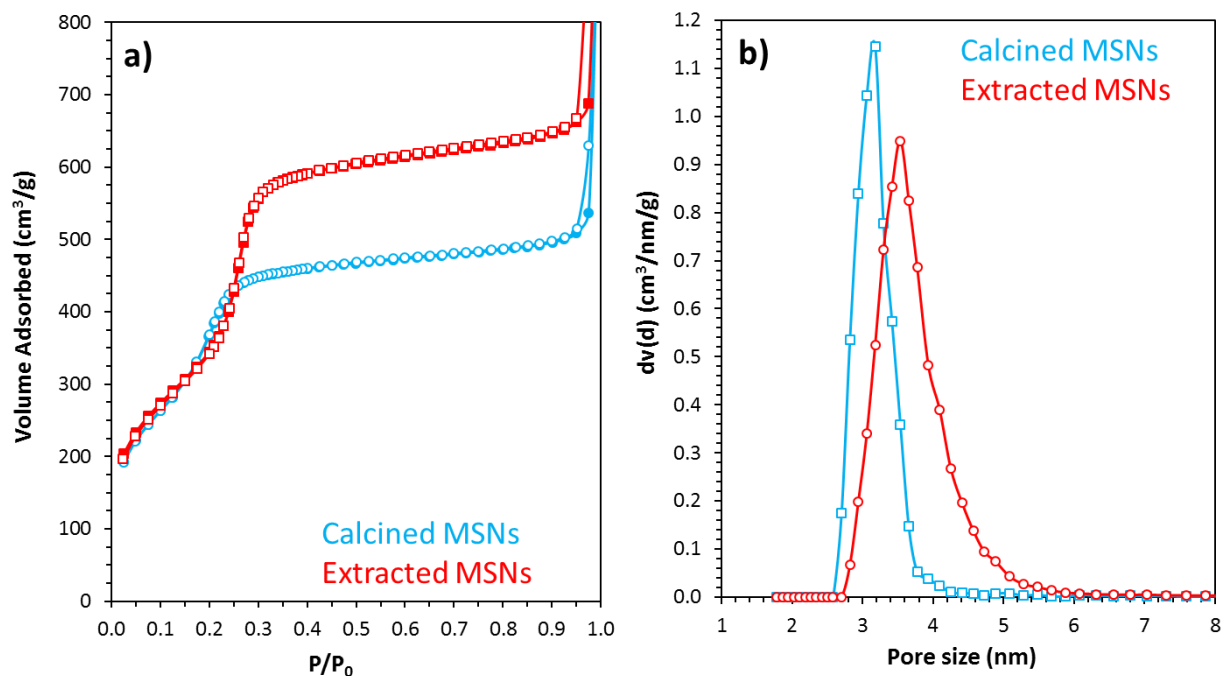 a)
800
700
600
500
400
300
200
100
0
Volume Adsorbed (cm³/g)
Calcined MSNs
Extracted MSNs
0.0 0.1 0.2 0.3 0.4 0.5 0.6 0.7 0.8 0.9 1.0
P/P₀
b)
1.2
1.1
1.0
0.9
0.8
0.7
0.6
0.5
0.4
0.3
0.2
0.1
0.0
dv(d) (cm³/nm/g)
Calcined MSNs
Extracted MSNs
1 2 3 4 5 6 7 8
Pore size (nm)